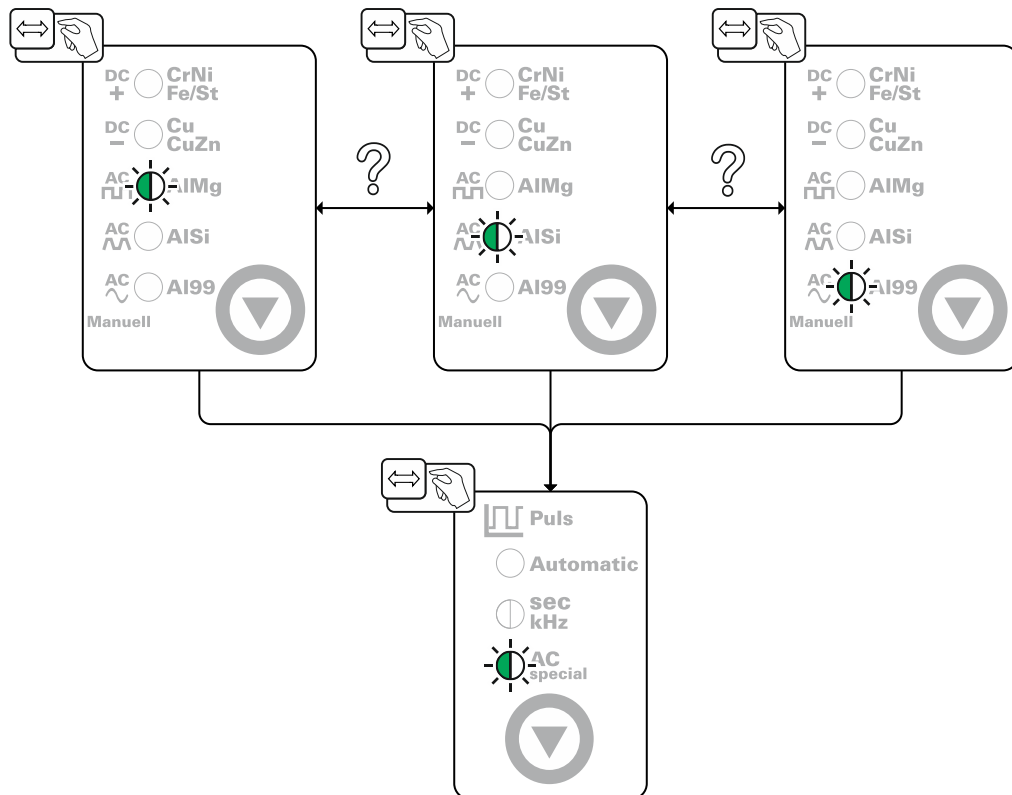 DC
+
CrNi
Fe/St
DC
–
Cu
CuZn
AC
AlMg
AC
AlSi
AC
Al99
Manuell
?
DC
+
CrNi
Fe/St
DC
–
Cu
CuZn
AC
AlMg
AC
AlSi
AC
Al99
Manuell
?
DC
+
CrNi
Fe/St
DC
–
Cu
CuZn
AC
AlMg
AC
AlSi
AC
Al99
Manuell
Puls
Automatic
sec
kHz
AC
special